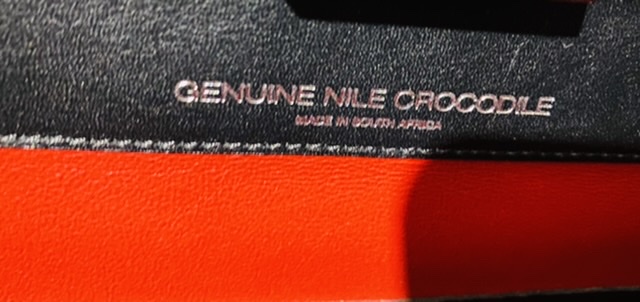 GENUINE NILE CROCODILE
MADE IN SOUTH AFRICA